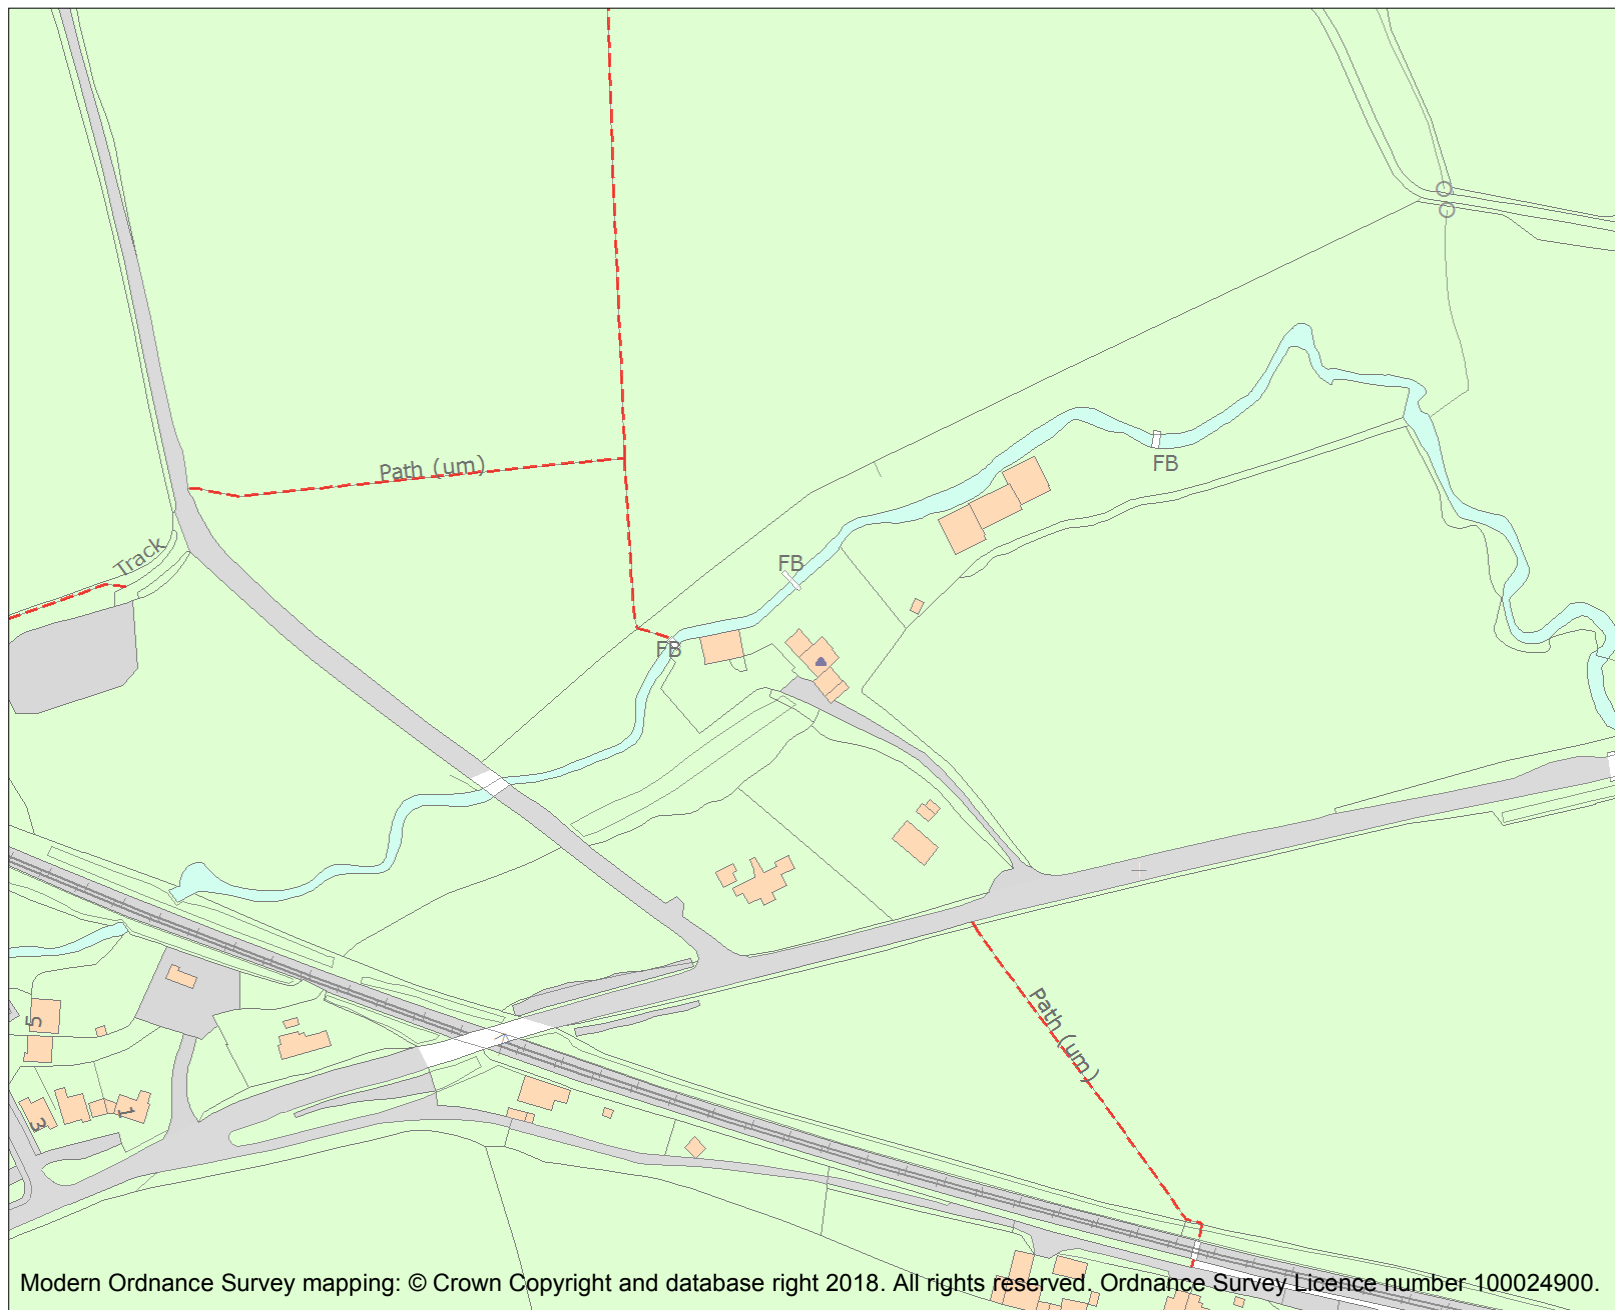 Path (um)
FB
Track
FB
FB
Path (um)
5
3
1
Modern Ordnance Survey mapping: © Crown Copyright and database right 2018. All rights reserved. Ordnance Survey Licence number 100024900.